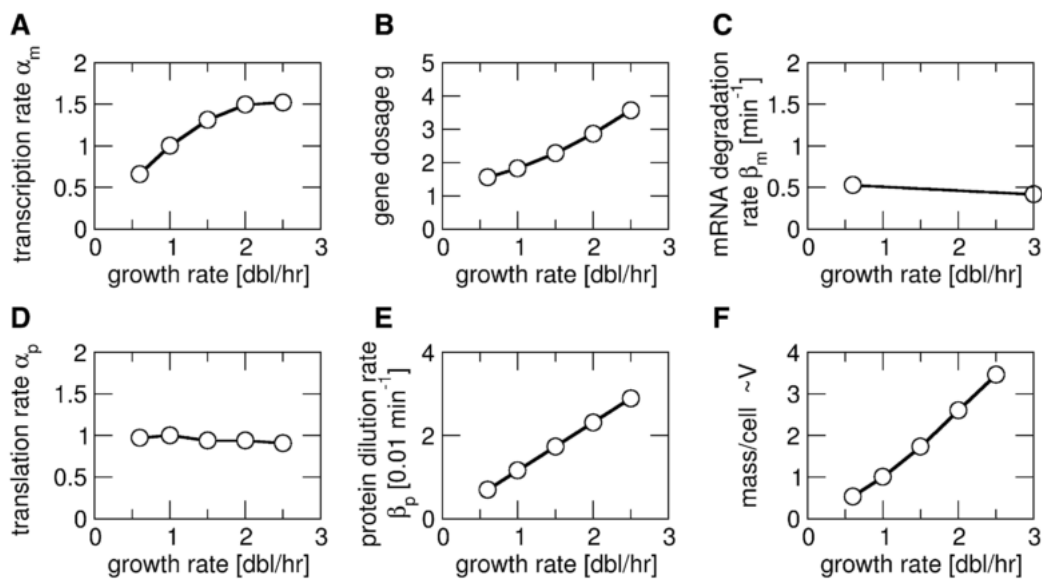 A
transcription rate αm
2
1.5
1
0.5
0
0 1 2 3
growth rate [dbl/hr]
B
gene dosage g
5
4
3
2
1
0
0 1 2 3
growth rate [dbl/hr]
C
mRNA degradation
rate βm [min-1]
2
1.5
1
0.5
0
0 1 2 3
growth rate [dbl/hr]
D
translation rate αp
2
1.5
1
0.5
0
0 1 2 3
growth rate [dbl/hr]
E
protein dilution rate
βp [0.01 min-1]
4
2
0
0 1 2 3
growth rate [dbl/hr]
F
mass/cell ~V
4
3
2
1
0
0 1 2 3
growth rate [dbl/hr]